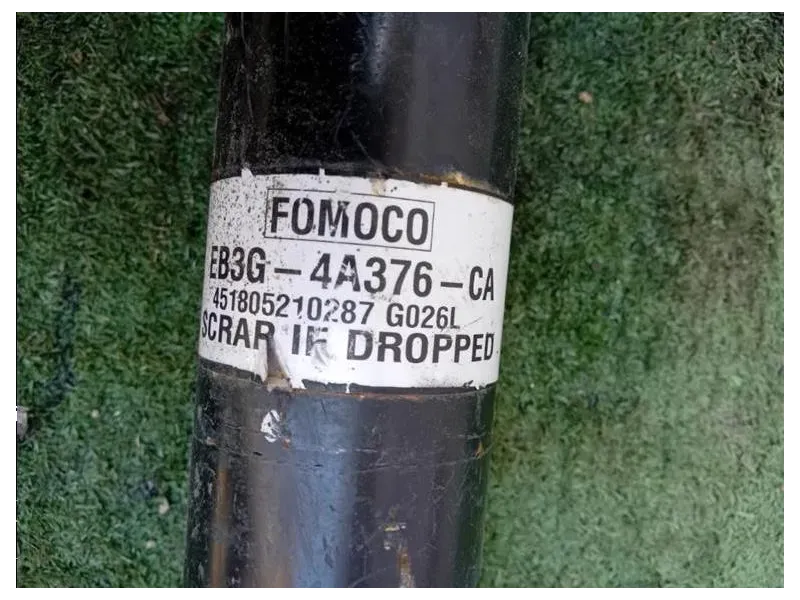 FOMOCO
EB3G-4A376-CA
451805210287 G026L
SCRAP IF DROPPED